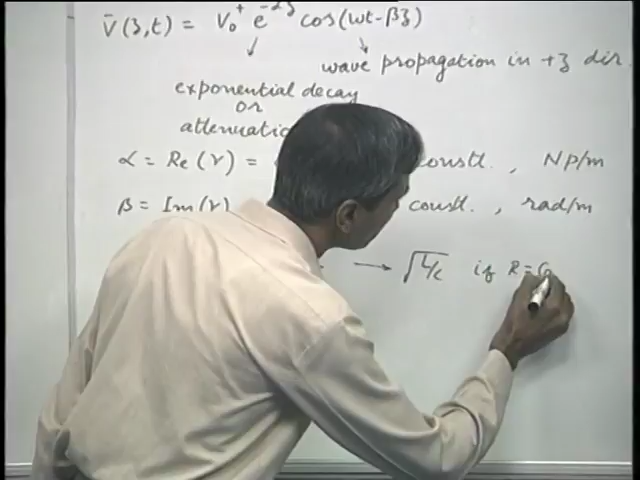 V̄(z,t) = V₀⁺ e^-αz cos(ωt-βz)
wave propagation in +z dir.
exponential decay
or
α = Re(γ) = constt. , Np/m
β = Im(γ) constt. , rad/m
→ √L/C if R=G